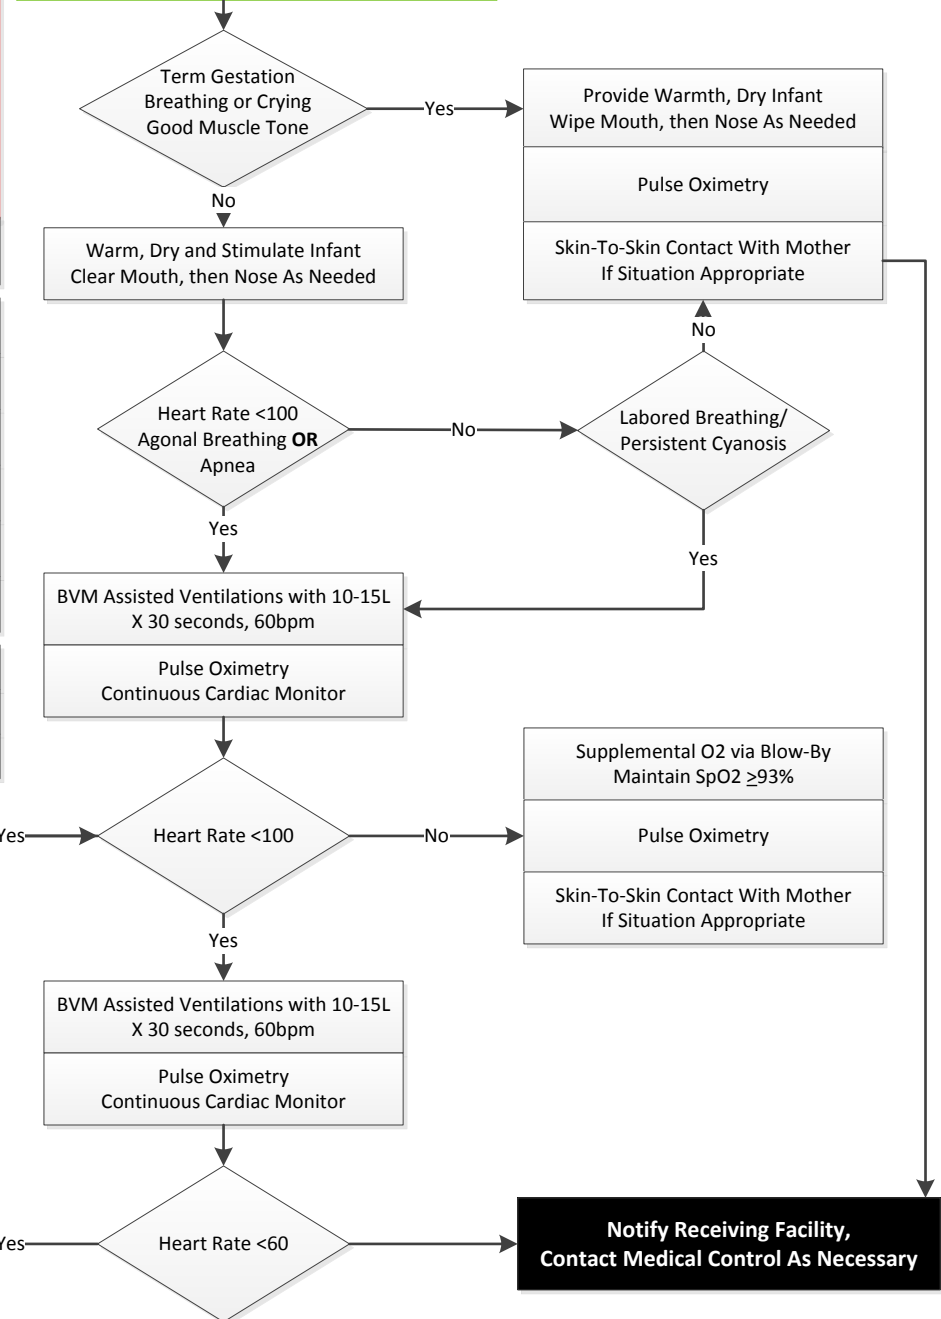 Term Gestation
Breathing or Crying
Good Muscle Tone
Yes
Provide Warmth, Dry Infant
Wipe Mouth, then Nose As Needed
Pulse Oximetry
Skin-To-Skin Contact With Mother
If Situation Appropriate
No
Warm, Dry and Stimulate Infant
Clear Mouth, then Nose As Needed
No
Heart Rate <100
Agonal Breathing OR
Apnea
No
Labored Breathing/
Persistent Cyanosis
Yes
Yes
BVM Assisted Ventilations with 10-15L
X 30 seconds, 60bpm
Pulse Oximetry
Continuous Cardiac Monitor
Supplemental O2 via Blow-By
Maintain SpO2 ≥93%
Pulse Oximetry
Skin-To-Skin Contact With Mother
If Situation Appropriate
Yes
Heart Rate <100
No
Yes
BVM Assisted Ventilations with 10-15L
X 30 seconds, 60bpm
Pulse Oximetry
Continuous Cardiac Monitor
Yes
Heart Rate <60
Notify Receiving Facility,
Contact Medical Control As Necessary